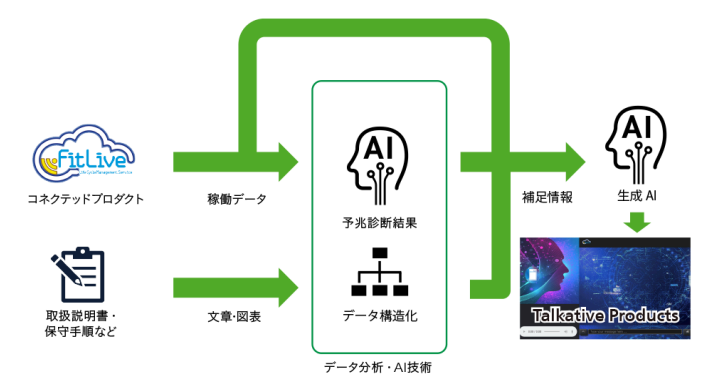 AI
AI
FitLive
LifeCycleManagement Service
コネクテッドプロダクト
稼働データ
予兆診断結果
補足情報
生成 AI
取扱説明書・
保守手順など
文章・図表
データ構造化
Talkative Products
データ分析・AI技術